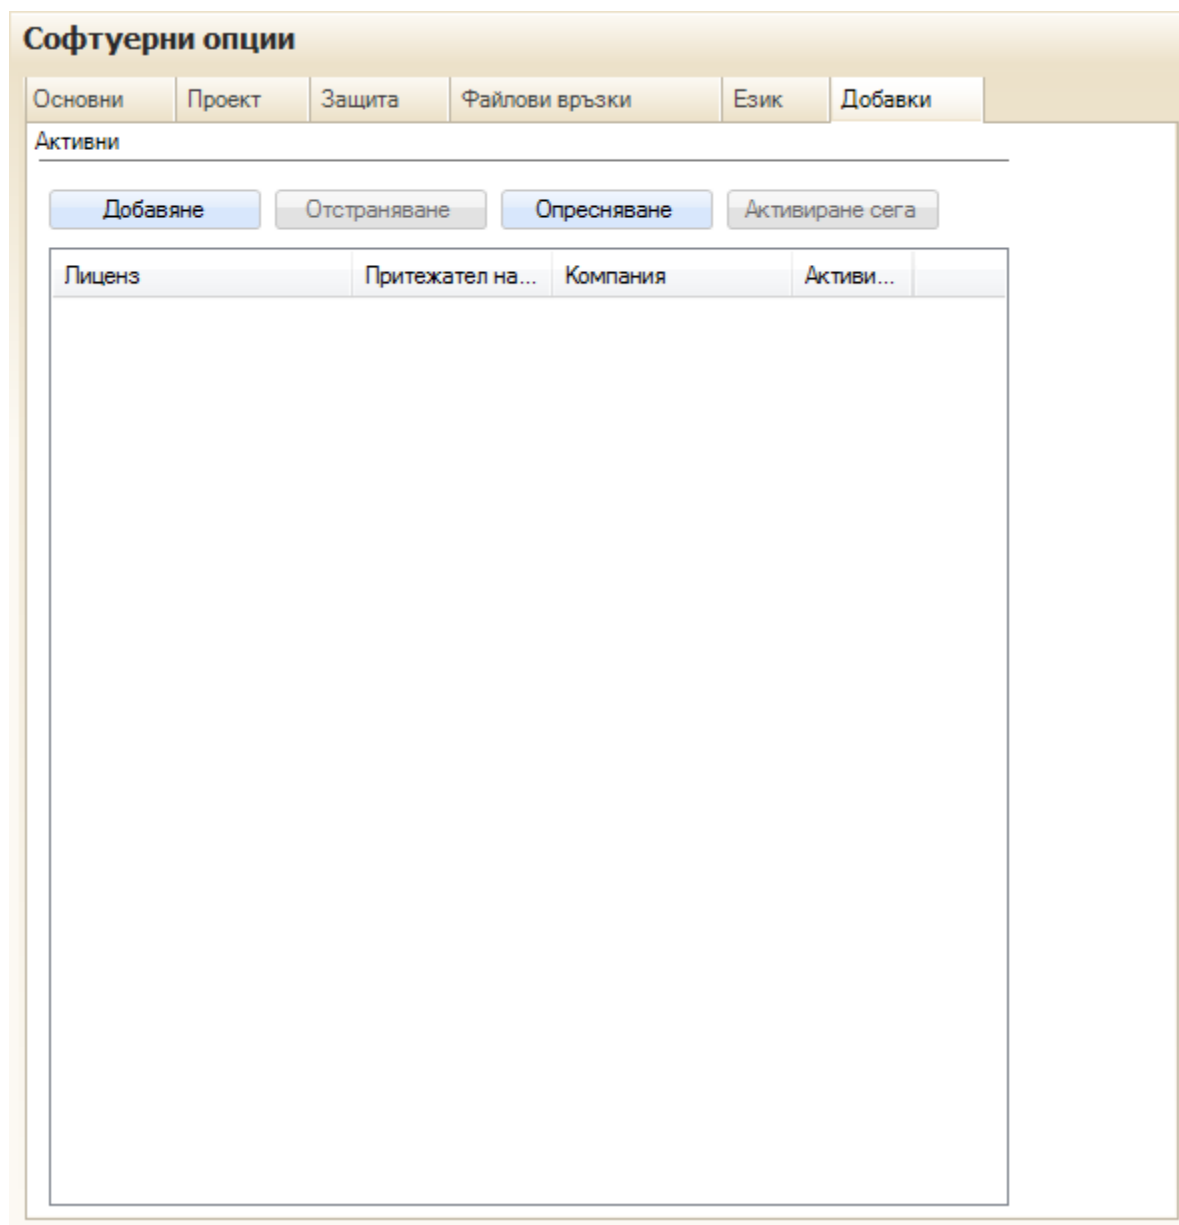 Софтуерни опции
Основни Проект Защита Файлови връзки Език Добавки
Активни
Добавяне Отстраняване Опресняване Активиране сега
Лиценз Притежател на... Компания Активи...